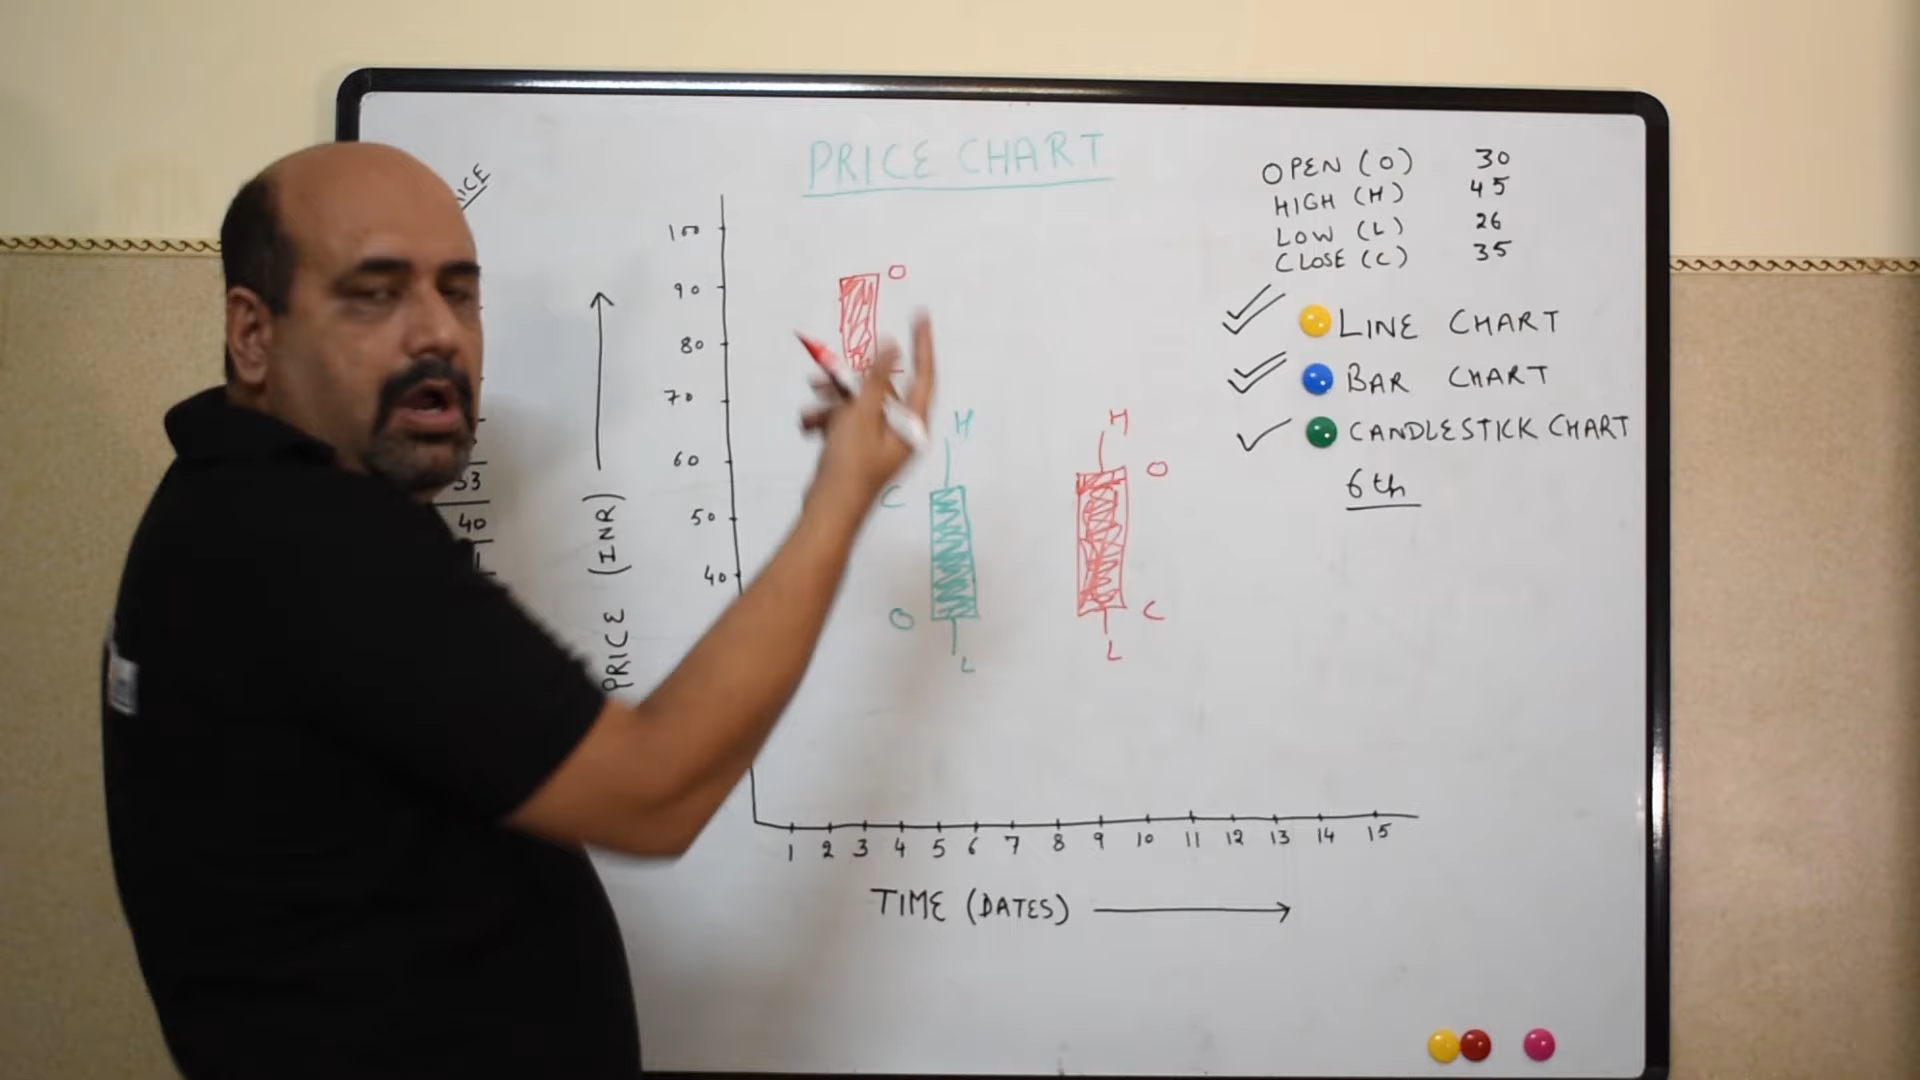 PRICE CHART
OPEN (O) 30
HIGH (H) 45
LOW (L) 26
CLOSE (C) 35
LINE CHART
BAR CHART
CANDLESTICK CHART
6th
33
40
PRICE (INR)
100
90
80
70
60
50
40
O
H
C
O
L
H
O
C
L
1 2 3 4 5 6 7 8 9 10 11 12 13 14 15
TIME (DATES)